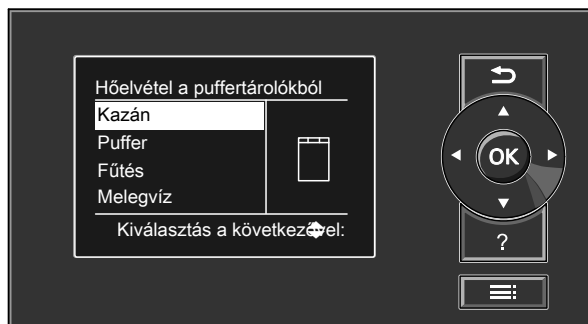 Hőelvétel a puffertárolókból
Kazán
Puffer
Fűtés
Melegvíz
Kiválasztás a következővel:
OK
?